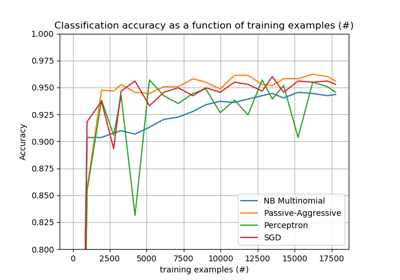 Classification accuracy as a function of training examples (#)
1.000
0.975
0.950
0.925
0.900
0.875
0.850
0.825
0.800
Accuracy
NB Multinomial
Passive-Aggressive
Perceptron
SGD
0 2500 5000 7500 10000 12500 15000 17500
training examples (#)